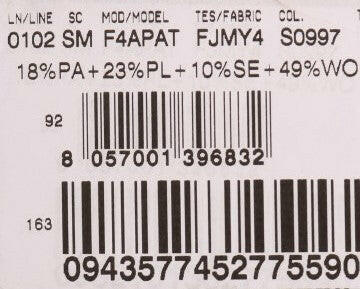 LN/LINE SC MOD/MODEL TES/FABRIC COL.
0102 SM F4APAT FJMY4 S0997
18%PA+23%PL+10%SE+49%WO
92
8 057001 396832
163
0943577452775590